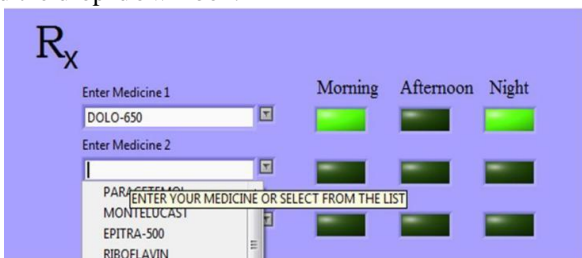 Rx
Enter Medicine 1
Morning Afternoon Night
DOLO-650
Enter Medicine 2
ENTER YOUR MEDICINE OR SELECT FROM THE LIST
MONTELUCAST
EPITRA-500
RIBOFLAVIN